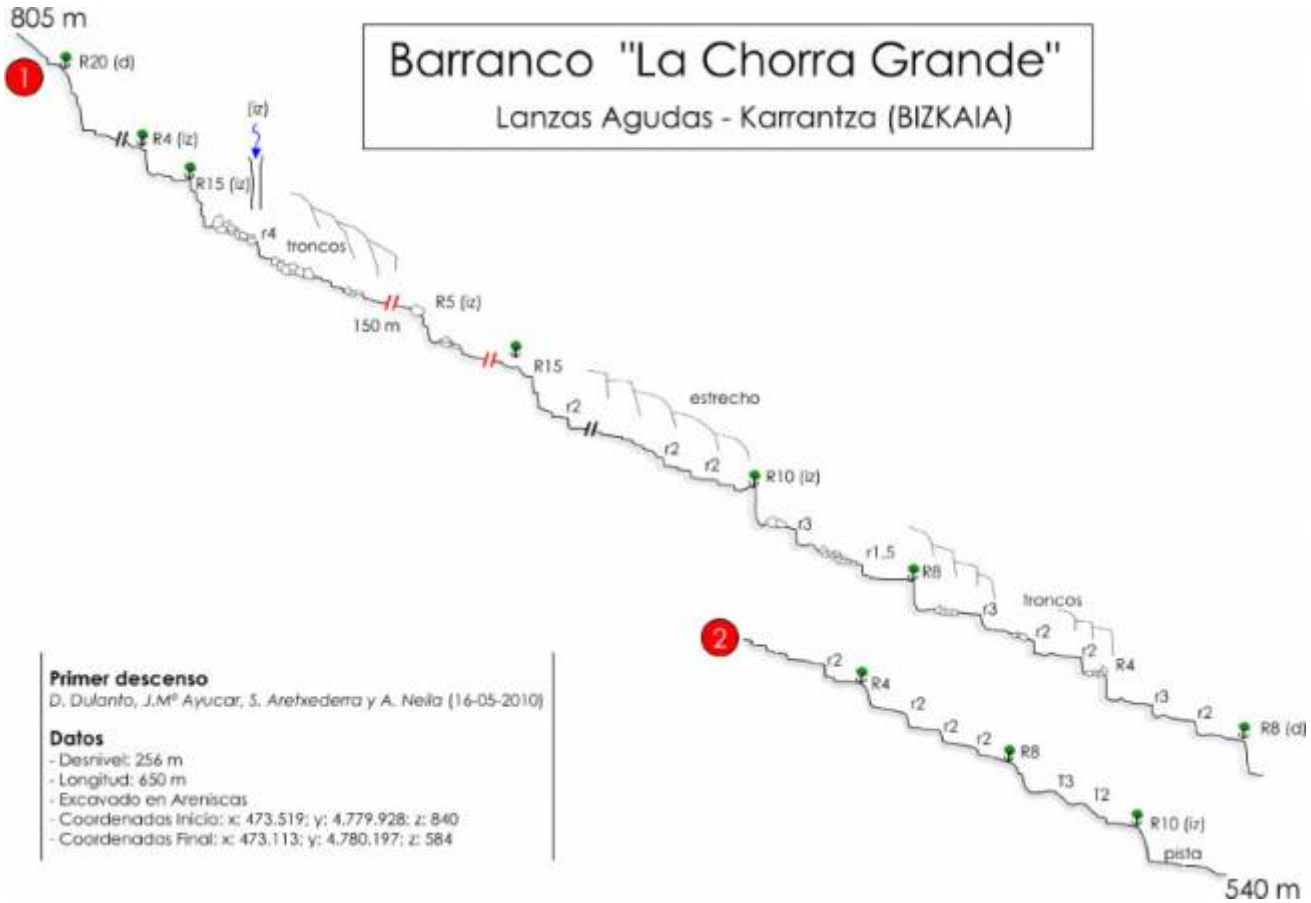 805 m
Barranco "La Chorra Grande"
Lanzas Agudas - Karrantza (BIZKAIA)
1
R20 (d)
(iz)
R4 (iz)
R15 (iz)
r4
troncos
150 m
R5 (iz)
R15
r2
estrecho
r2
r2
R10 (iz)
r3
r1,5
R8
r3
troncos
r2
r2
R4
r3
r2
R8 (d)
2
r2
R4
r2
r2
r2
R8
T3
T2
R10 (iz)
pista
540 m
Primer descenso
D. Dulanto, J.Mº Ayucar, S. Aretxederra y A. Neila (16-05-2010)
Datos
- Desnivel: 256 m
- Longitud: 650 m
- Excavado en Areniscas
- Coordenadas Inicio: x: 473.519; y: 4.779.928; z: 840
- Coordenadas Final: x: 473.113; y: 4.780.197; z: 584